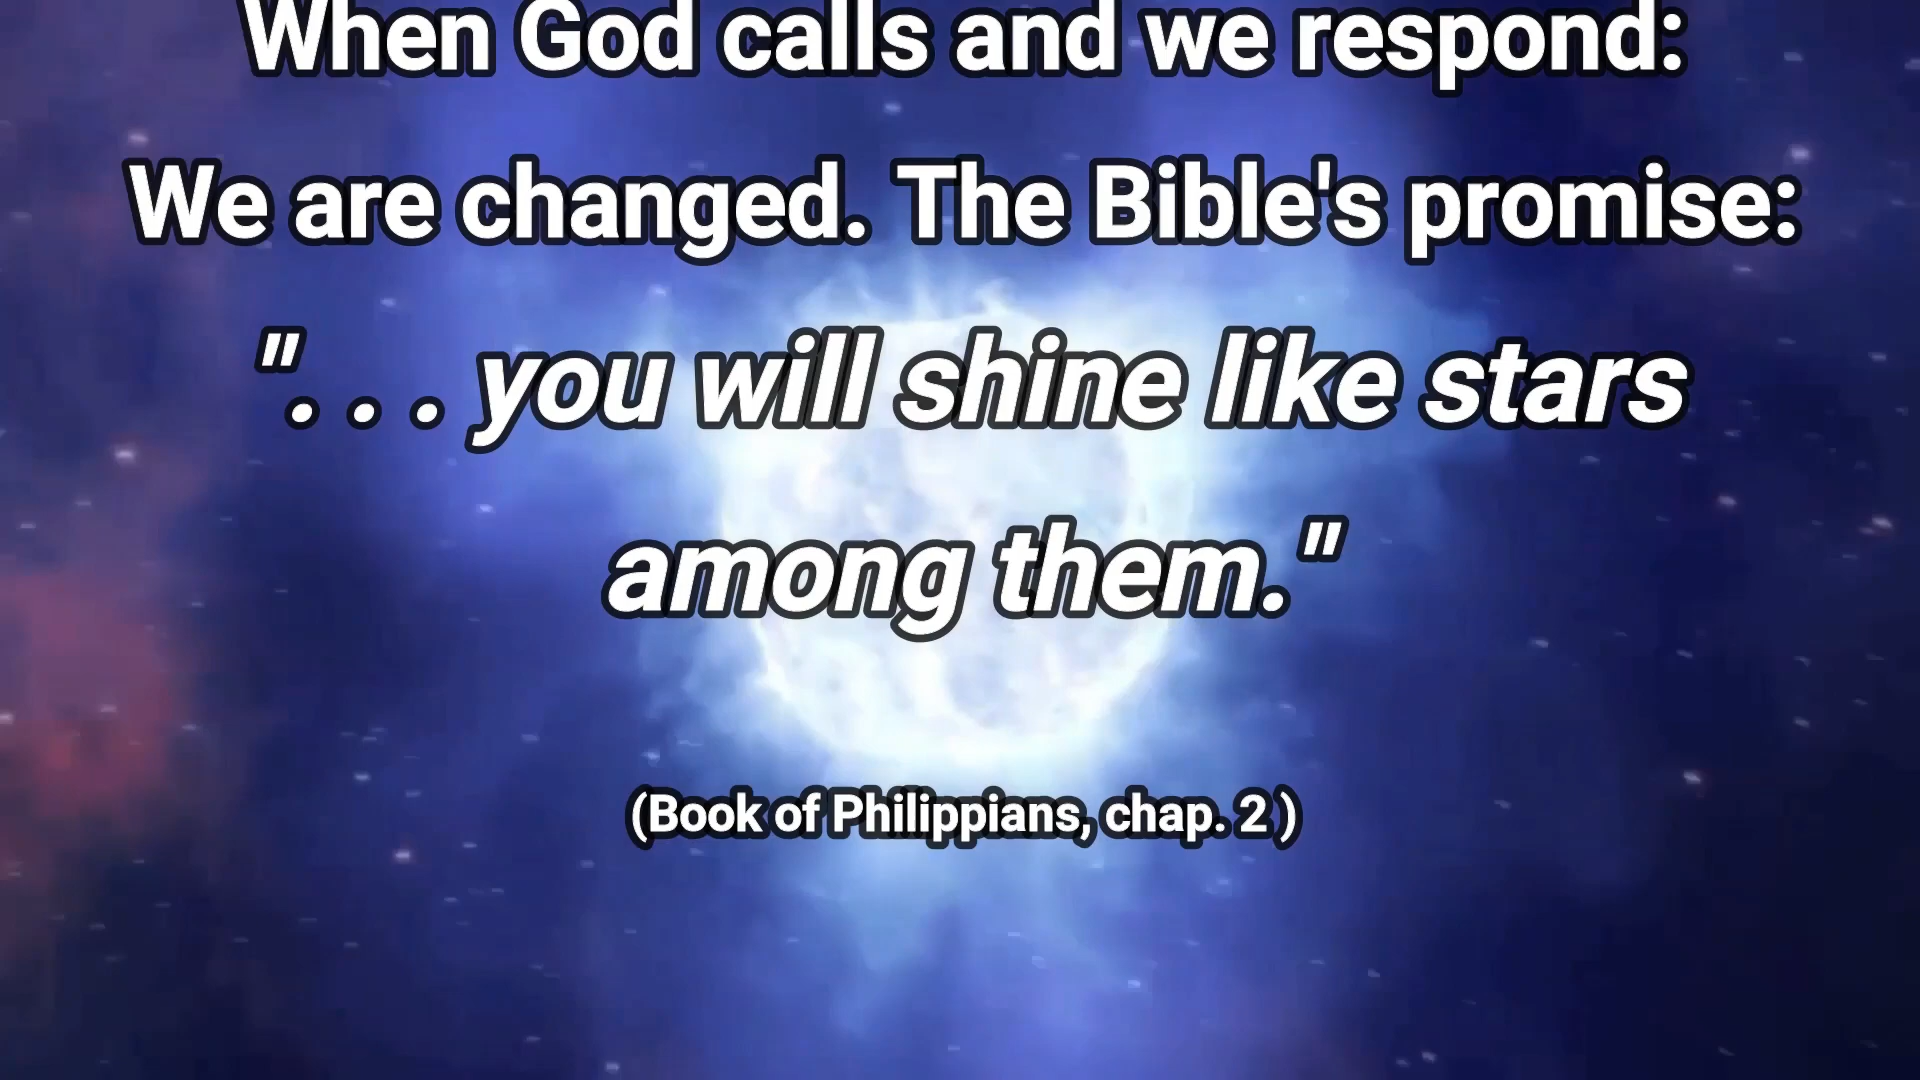 When God calls and we respond:
We are changed. The Bible's promise:
". . . you will shine like stars
among them."
(Book of Philippians, chap. 2 )